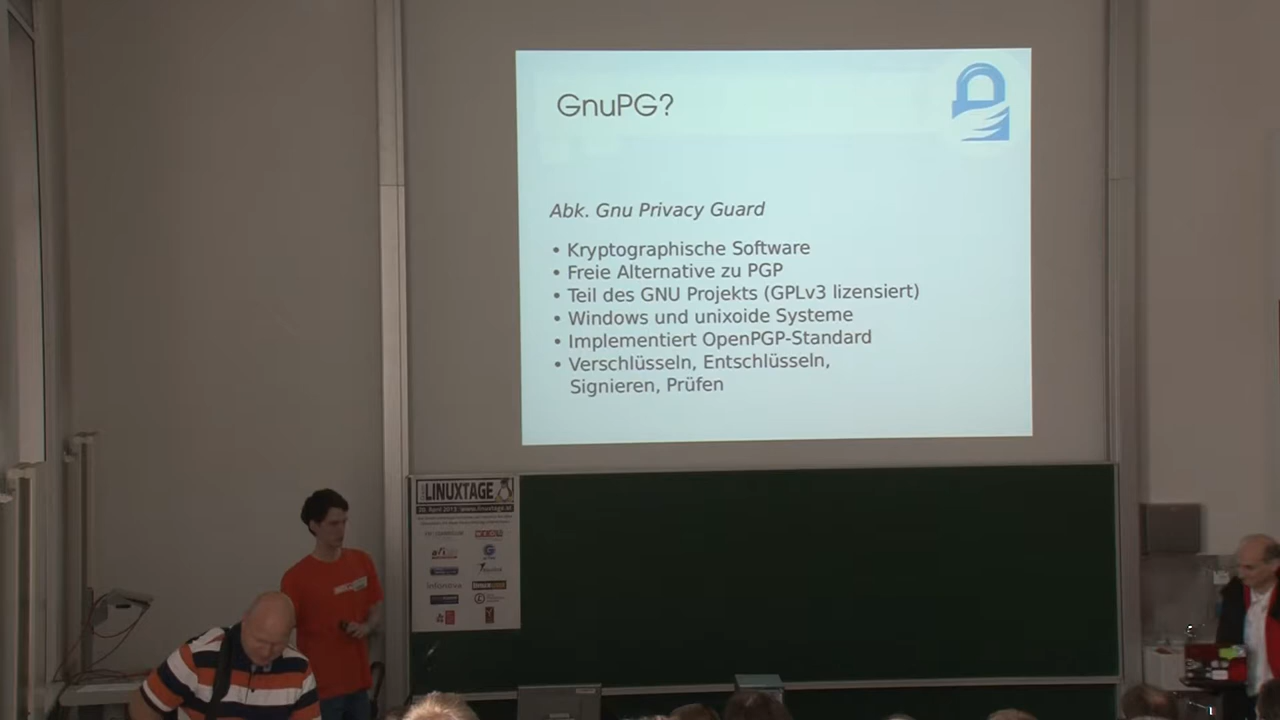 GnuPG?
Abk. Gnu Privacy Guard
• Kryptographische Software
• Freie Alternative zu PGP
• Teil des GNU Projekts (GPLv3 lizensiert)
• Windows und unixoide Systeme
• Implementiert OpenPGP-Standard
• Verschlüsseln, Entschlüsseln,
Signieren, Prüfen
LINUXTAGE